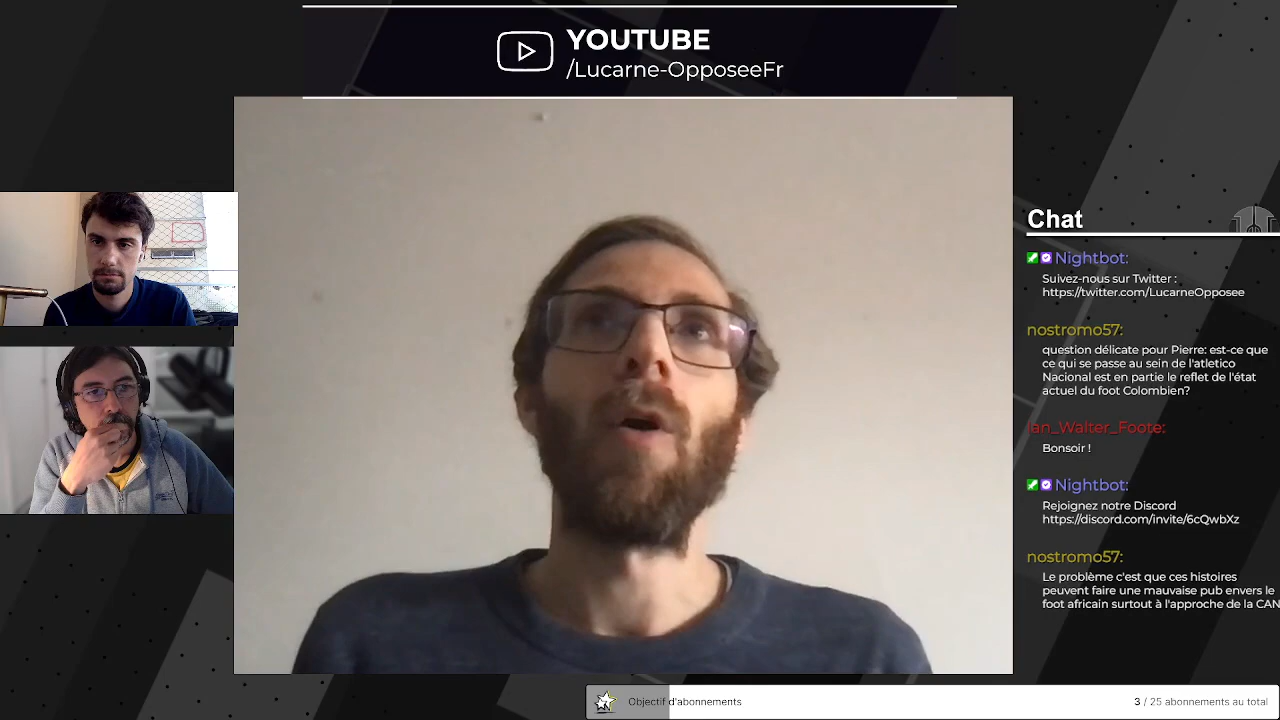 YOUTUBE
/Lucarne-OpposeeFr
Chat
Nightbot:
Suivez-nous sur Twitter :
https://twitter.com/LucarneOpposee
nostromo57:
question délicate pour Pierre: est-ce que
ce qui se passe au sein de l'atletico
Nacional est en partie le reflet de l'état
actuel du foot Colombien?
Ian_Walter_Foote:
Bonsoir !
Nightbot:
Rejoignez notre Discord
https://discord.com/invite/6cQwbXz
nostromo57:
Le problème c'est que ces histoires
peuvent faire une mauvaise pub envers le
foot africain surtout à l'approche de la CAN
Objectif d'abonnements
3 / 25 abonnements au total